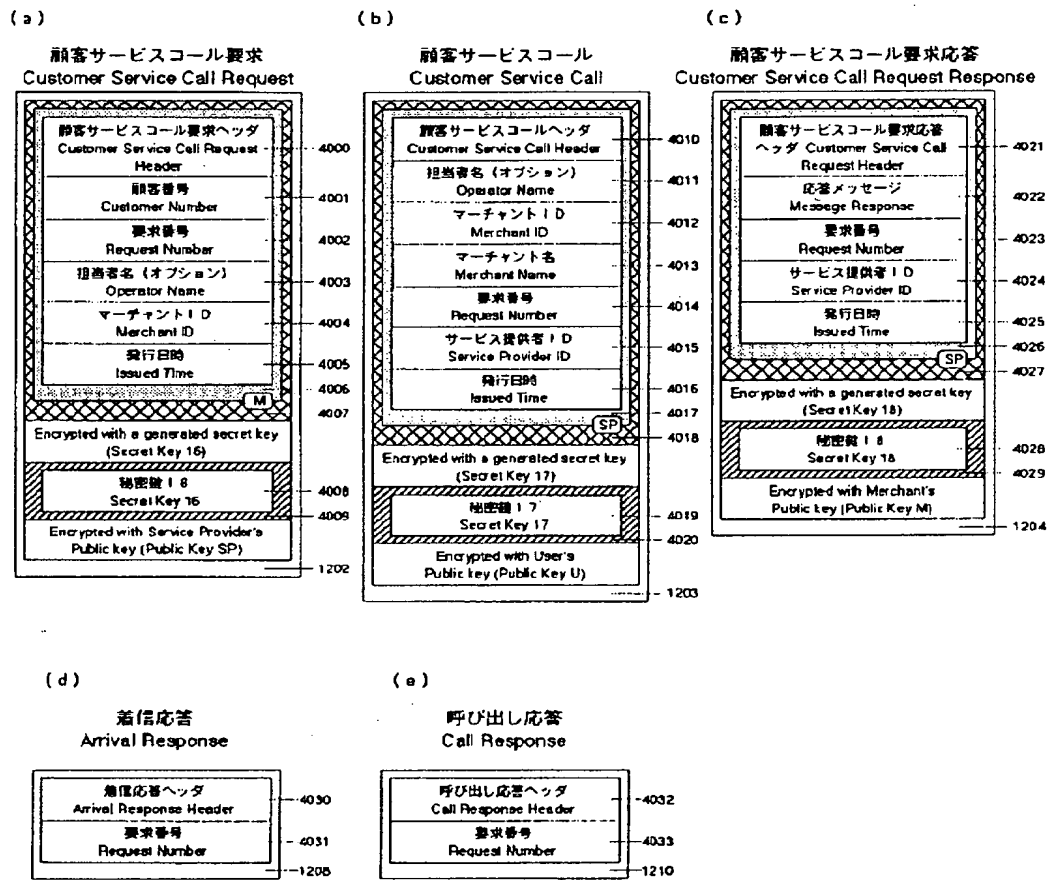 (a)
顧客サービスコール要求
Customer Service Call Request
顧客サービスコール要求ヘッダ
Customer Service Call Request
Header
4000
顧客番号
Customer Number
4001
要求番号
Request Number
4002
担当者名 (オプション)
Operator Name
4003
マーチャントID
Merchant ID
4004
発行日時
Issued Time
4005
4006
M
4007
Encrypted with a generated secret key
(Secret Key 16)
秘密鍵16
Secret Key 16
4008
4009
Encrypted with Service Provider's
Public key (Public Key SP)
1202
(b)
顧客サービスコール
Customer Service Call
顧客サービスコールヘッダ
Customer Service Call Header
4010
担当者名 (オプション)
Operator Name
4011
マーチャントID
Merchant ID
4012
マーチャント名
Merchant Name
4013
要求番号
Request Number
4014
サービス提供者ID
Service Provider ID
4015
発行日時
Issued Time
4016
4017
SP
4018
Encrypted with a generated secret key
(Secret Key 17)
秘密鍵17
Secret Key 17
4019
4020
Encrypted with User's
Public key (Public Key U)
1203
(c)
顧客サービスコール要求応答
Customer Service Call Request Response
顧客サービスコール要求応答
ヘッダ Customer Service Call
Request Header
4021
応答メッセージ
Message Response
4022
要求番号
Request Number
4023
サービス提供者ID
Service Provider ID
4024
発行日時
Issued Time
4025
4026
SP
4027
Encrypted with a generated secret key
(Secret Key 18)
秘密鍵18
Secret Key 18
4028
4029
Encrypted with Merchant's
Public key (Public Key M)
1204
(d)
着信応答
Arrival Response
着信応答ヘッダ
Arrival Response Header
4030
要求番号
Request Number
4031
1208
(e)
呼び出し応答
Call Response
呼び出し応答ヘッダ
Call Response Header
4032
要求番号
Request Number
4033
1210